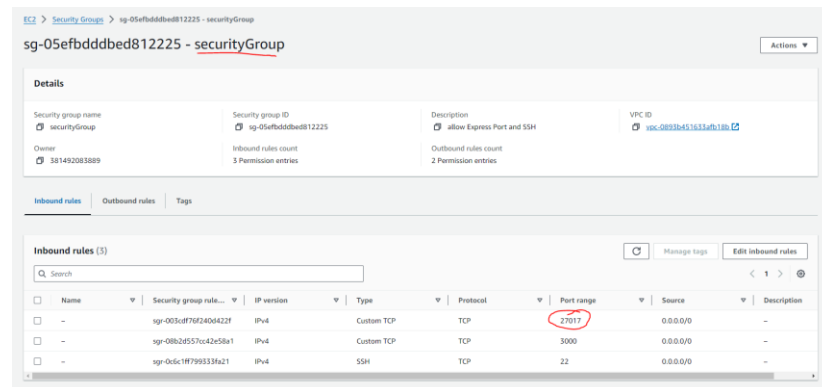 EC2 > Security Groups > sg-05efbdddbed812225 - securityGroup
sg-05efbdddbed812225 - securityGroup
Actions ▼
Details
Security group name
securityGroup
Security group ID
sg-05efbdddbed812225
Description
allow Express Port and SSH
VPC ID
vpc-0893b451633afb18b
Owner
381492083889
Inbound rules count
3 Permission entries
Outbound rules count
2 Permission entries
Inbound rules Outbound rules Tags
Inbound rules (3)
Manage tags Edit inbound rules
Search
< 1 >
Name Security group rule... IP version Type Protocol Port range Source Description
– sgr-003cdf76f240d422f IPv4 Custom TCP TCP 27017 0.0.0.0/0 –
– sgr-08b2d557cc42e58a1 IPv4 Custom TCP TCP 3000 0.0.0.0/0 –
– sgr-0c6c1ff799333fa21 IPv4 SSH TCP 22 0.0.0.0/0 –